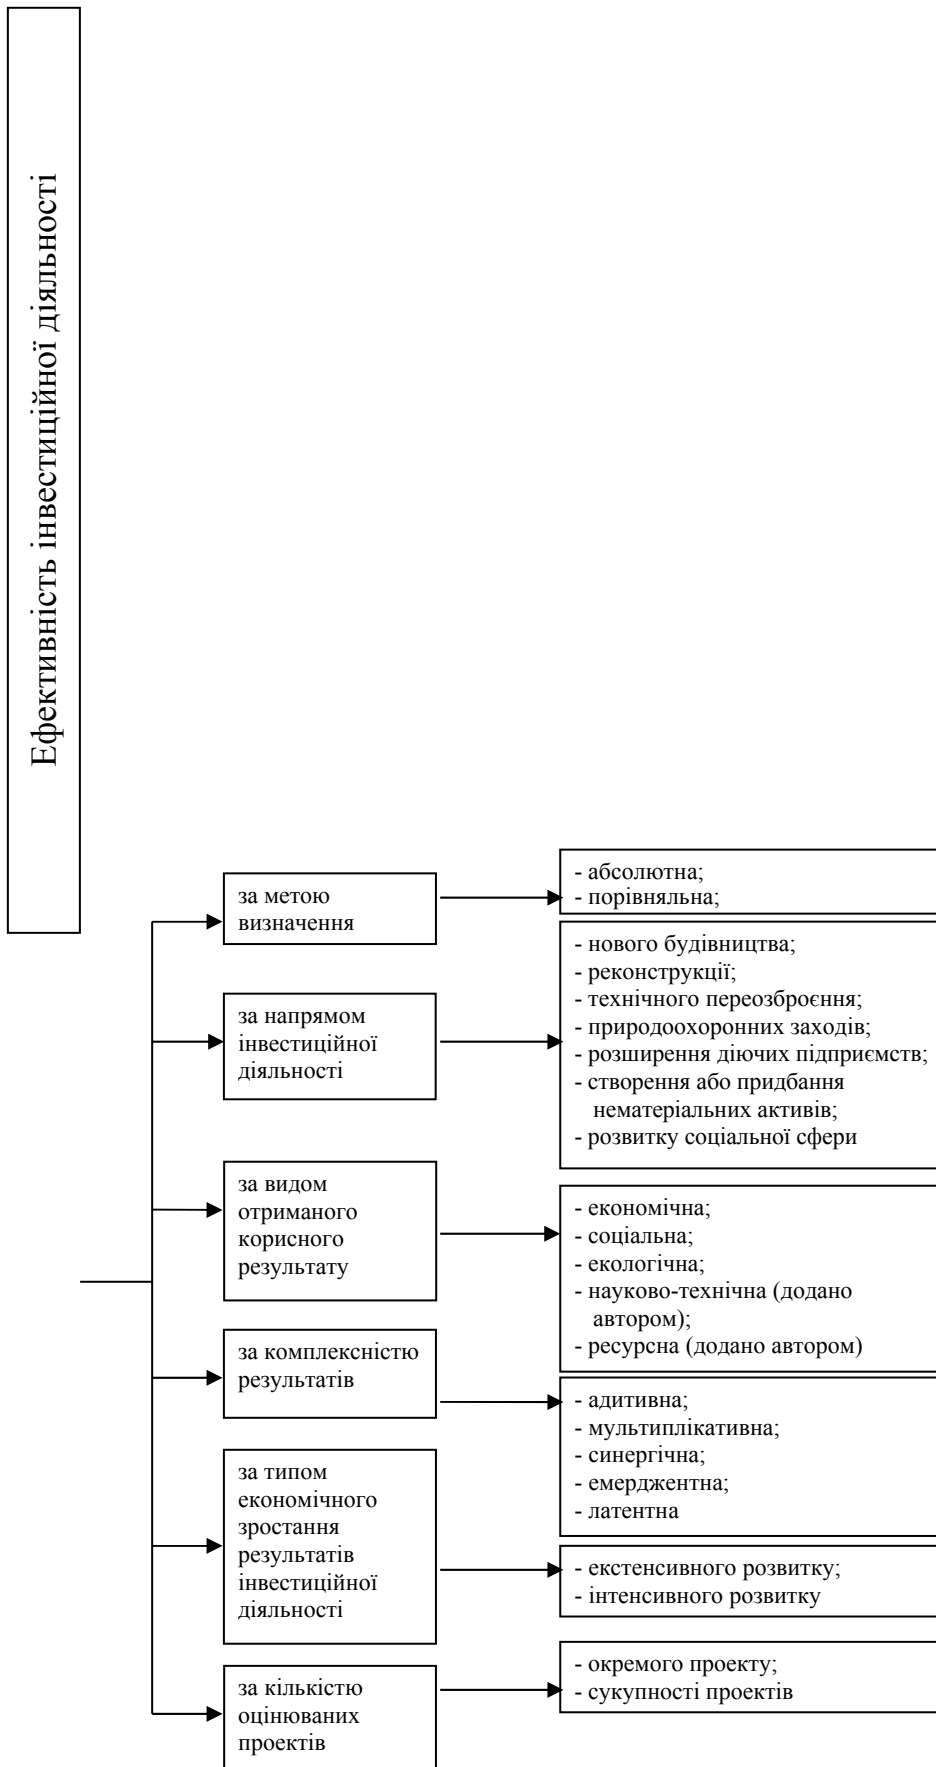 Ефективність інвестиційної діяльності
за метою
визначення
- абсолютна;
- порівняльна;
за напрямом
інвестиційної
діяльності
- нового будівництва;
- реконструкції;
- технічного переозброєння;
- природоохоронних заходів;
- розширення діючих підприємств;
- створення або придбання
нематеріальних активів;
- розвитку соціальної сфери
за видом
отриманого
корисного
результату
- економічна;
- соціальна;
- екологічна;
- науково-технічна (додано
автором);
- ресурсна (додано автором)
за комплексністю
результатів
- адитивна;
- мультиплікативна;
- синергічна;
- емерджентна;
- латентна
за типом
економічного
зростання
результатів
інвестиційної
діяльності
- екстенсивного розвитку;
- інтенсивного розвитку
за кількістю
оцінюваних
проектів
- окремого проекту;
- сукупності проектів